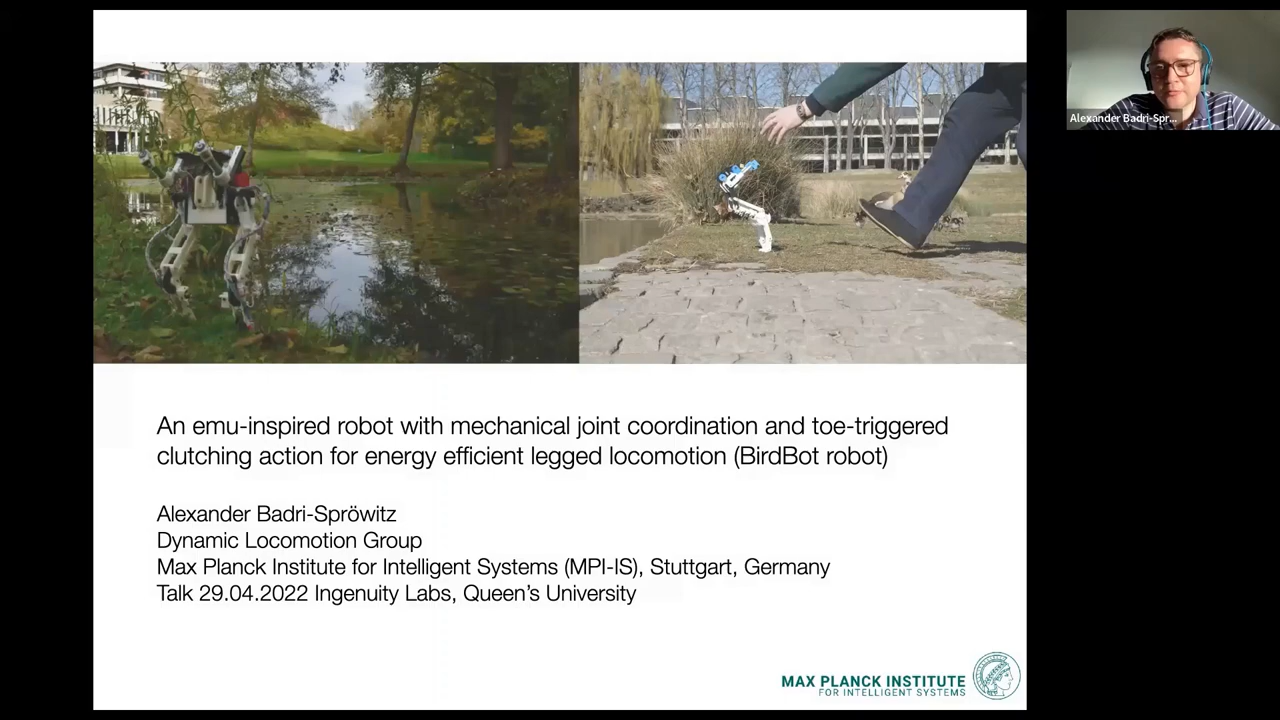 Alexander Badri-Spr...
An emu-inspired robot with mechanical joint coordination and toe-triggered
clutching action for energy efficient legged locomotion (BirdBot robot)
Alexander Badri-Spröwitz
Dynamic Locomotion Group
Max Planck Institute for Intelligent Systems (MPI-IS), Stuttgart, Germany
Talk 29.04.2022 Ingenuity Labs, Queen's University
MAX PLANCK INSTITUTE
FOR INTELLIGENT SYSTEMS